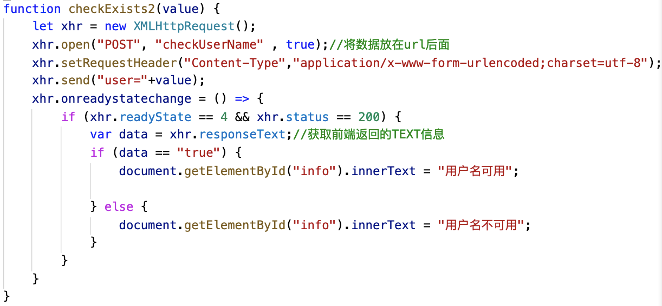 function checkExists2(value) {
    let xhr = new XMLHttpRequest();
    xhr.open("POST", "checkUserName" , true);//将数据放在url后面
    xhr.setRequestHeader("Content-Type","application/x-www-form-urlencoded;charset=utf-8");
    xhr.send("user="+value);
    xhr.onreadystatechange = () => {
        if (xhr.readyState == 4 && xhr.status == 200) {
            var data = xhr.responseText;//获取前端返回的TEXT信息
            if (data == "true") {
                document.getElementById("info").innerText = "用户名可用";

            } else {
                document.getElementById("info").innerText = "用户名不可用";
            }
        }
    }
}